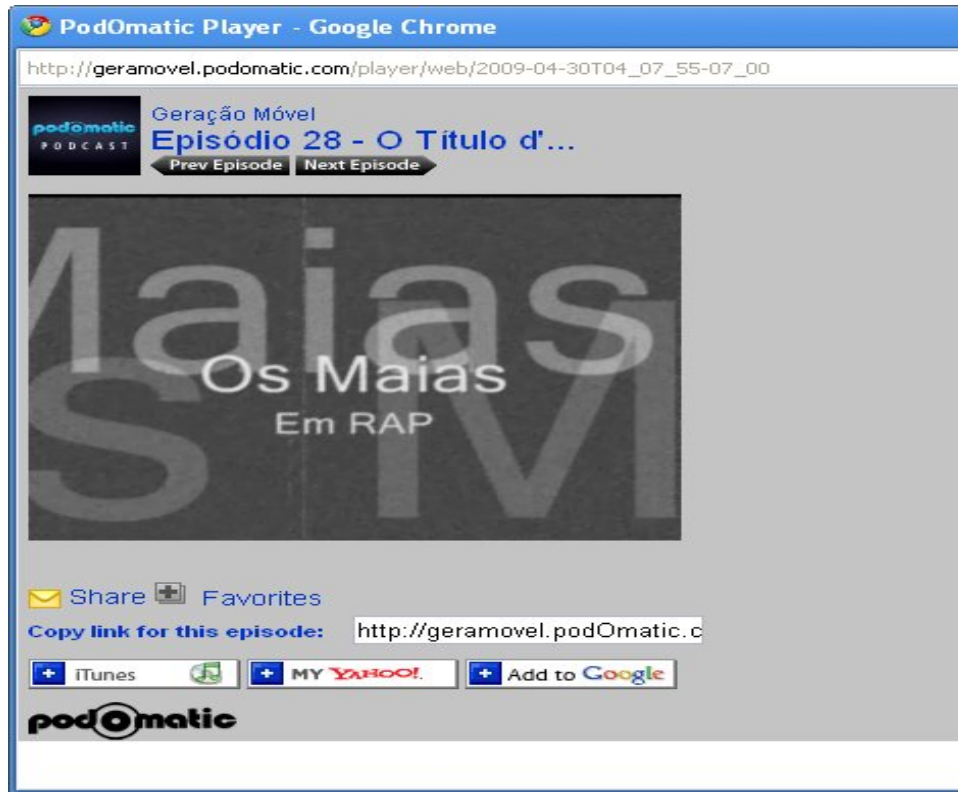 PodOmatic Player - Google Chrome
http://geramovel.podomatic.com/player/web/2009-04-30T04_07_55-07_00
podomatic
PODCAST
Geração Móvel
Episódio 28 - O Título d'...
Prev Episode Next Episode
Maias
s M
Os Maias
Em RAP
Share Favorites
Copy link for this episode: http://geramovel.podOmatic.c
iTunes MY YAHOO! Add to Google
podOmatic